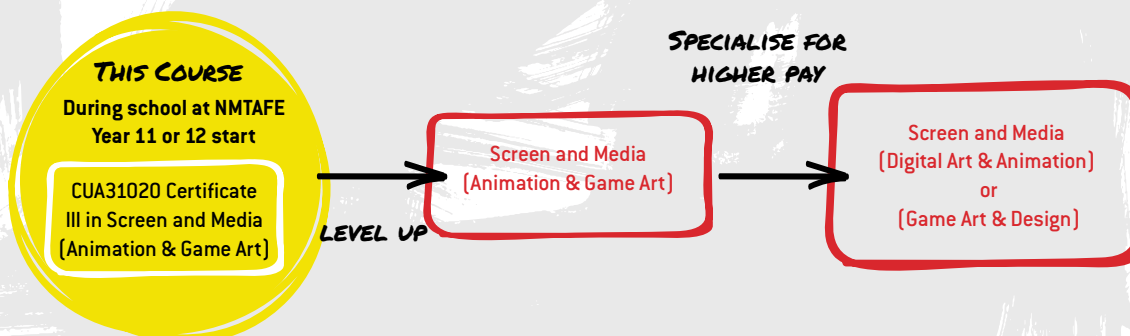 THIS COURSE
During school at NMTAFE
Year 11 or 12 start
CUA31020 Certificate
III in Screen and Media
(Animation & Game Art)
LEVEL UP
Screen and Media
(Animation & Game Art)
SPECIALISE FOR
HIGHER PAY
Screen and Media
(Digital Art & Animation)
or
(Game Art & Design)